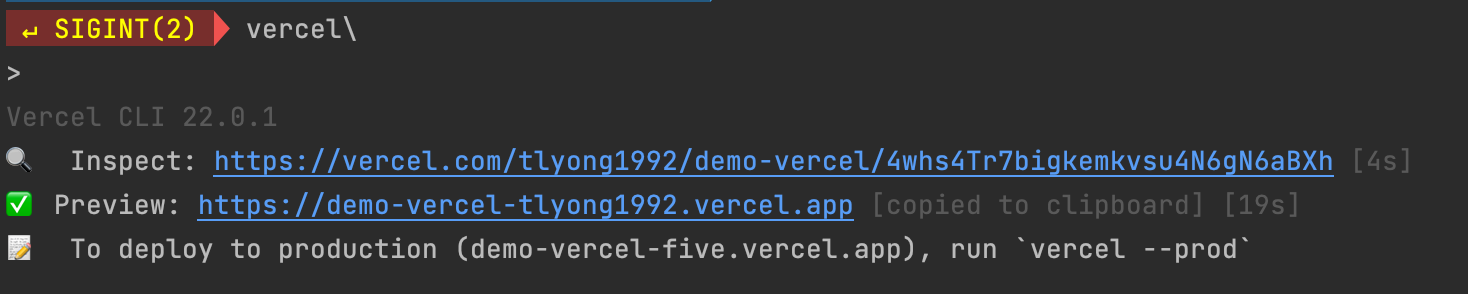 ↵ SIGINT(2) vercel\
>
Vercel CLI 22.0.1
🔍 Inspect: https://vercel.com/tlyong1992/demo-vercel/4whs4Tr7bigkemkvsu4N6gN6aBXh [4s]
✅ Preview: https://demo-vercel-tlyong1992.vercel.app [copied to clipboard] [19s]
📝 To deploy to production (demo-vercel-five.vercel.app), run `vercel --prod`